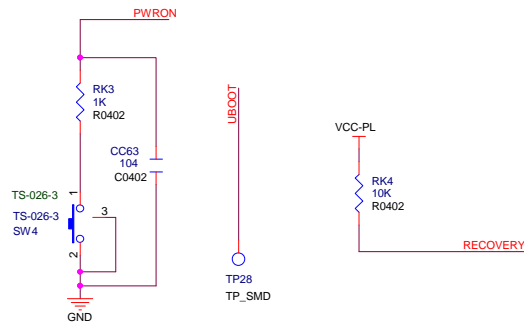 PWRON
RK3
1K
R0402
UBOOT
VCC-PL
CC63
104
C0402
RK4
10K
R0402
TS-026-3
1
TS-026-3
SW4
3
2
RECOVERY
TP28
TP_SMD
GND